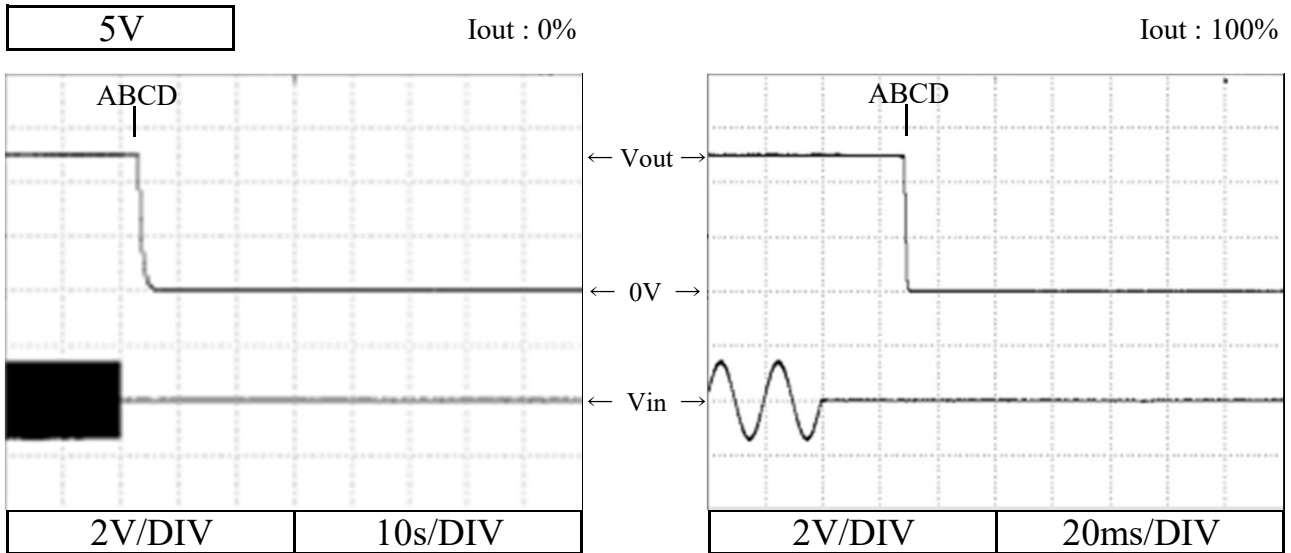 5V
Iout : 0%
Iout : 100%
ABCD
ABCD
← Vout →
← 0V →
← Vin →
2V/DIV
10s/DIV
2V/DIV
20ms/DIV